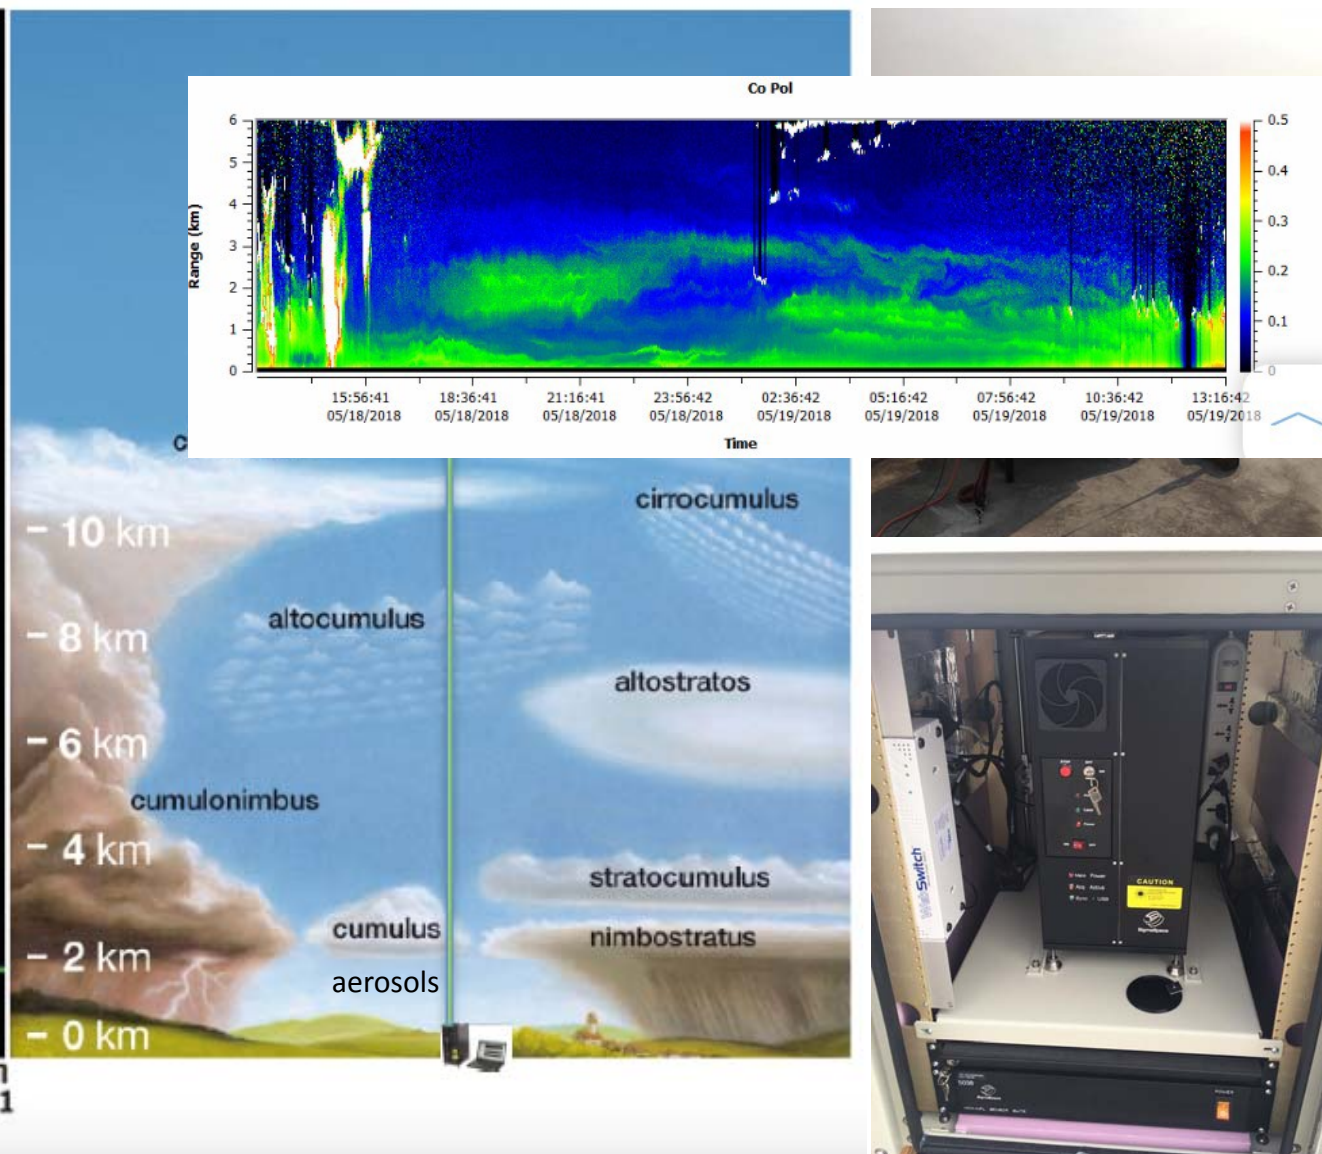 Co Pol
6
5
4
3
2
1
0
Range (km)
0.5
0.4
0.3
0.2
0.1
0
15:56:41 18:36:41 21:16:41 23:56:42 02:36:42 05:16:42 07:56:42 10:36:42 13:16:42
05/18/2018 05/18/2018 05/18/2018 05/18/2018 05/19/2018 05/19/2018 05/19/2018 05/19/2018 05/19/2018
Time
cirrocumulus
- 10 km
altocumulus
- 8 km
altostratos
- 6 km
cumulonimbus
- 4 km
stratocumulus
cumulus
nimbostratus
- 2 km
aerosols
- 0 km
1
WebSwitch
CAUTION
SigmaSpace
POWER